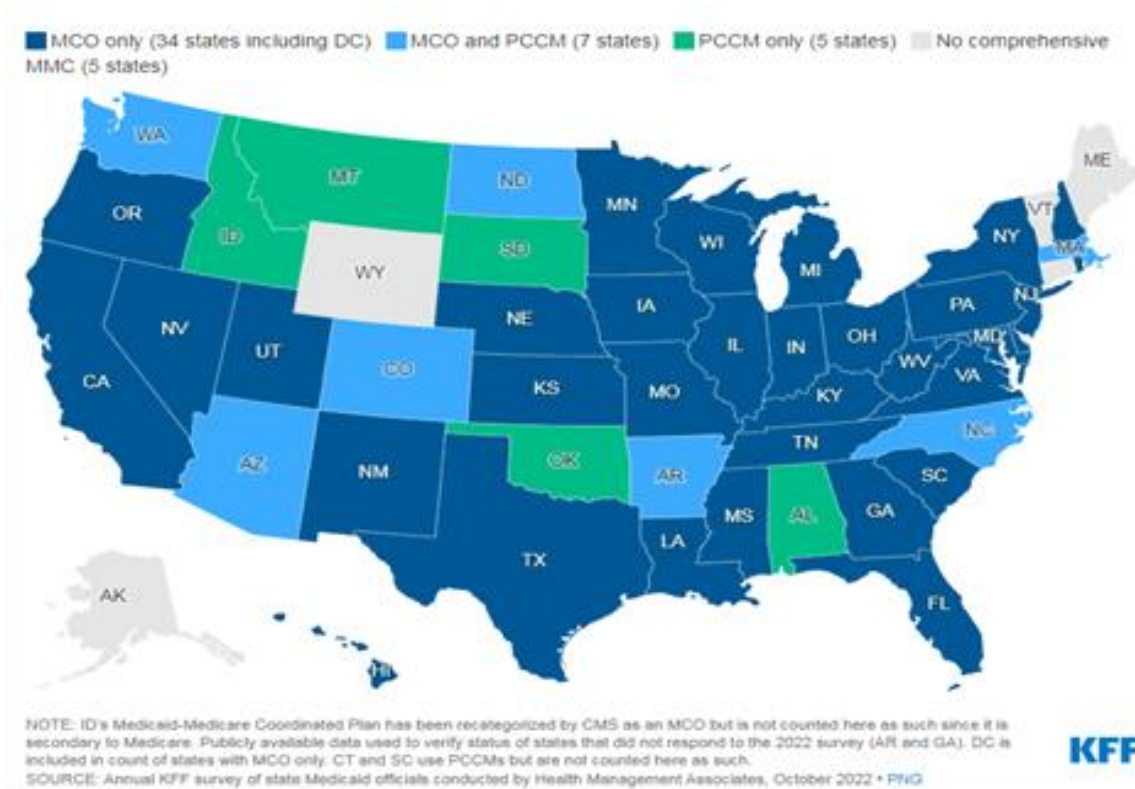 MCO only (34 states including DC) MCO and PCCM (7 states) PCCM only (5 states) No comprehensive
MMC (5 states)
WA
MT
ND
MN
ME
VT
OR
ID
SD
WI
MI
NY
MA
WY
NV
UT
NE
IA
PA
NJ
CA
CO
KS
MO
IL
IN
OH
WV
MD
VA
KY
AZ
NM
OK
AR
TN
NC
SC
MS
AL
GA
TX
LA
FL
AK
HI
NOTE: ID's Medicaid-Medicare Coordinated Plan has been recategorized by CMS as an MCO but is not counted here as such since it is
secondary to Medicare. Publicly available data used to verify status of states that did not respond to the 2022 survey (AR and GA). DC is
included in count of states with MCO only. CT and SC use PCCMs but are not counted here as such.
SOURCE: Annual KFF survey of state Medicaid officials conducted by Health Management Associates, October 2022 • PNG
KFF